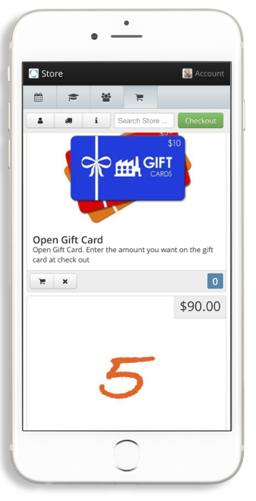 Store
Account
Search Store ...
Checkout
$10
GIFT
CARDS
Open Gift Card
Open Gift Card. Enter the amount you want on the gift
card at check out
0
$90.00
5